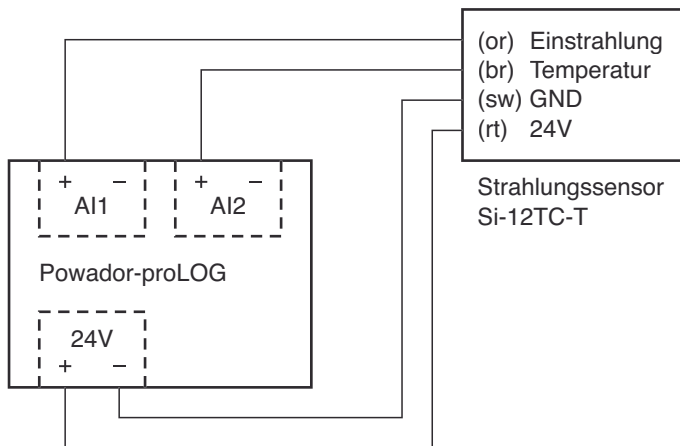 (or) Einstrahlung
(br) Temperatur
(sw) GND
(rt) 24V
Strahlungssensor
Si-12TC-T
+ − + −
AI1 AI2
Powador-proLOG
24V
+ −